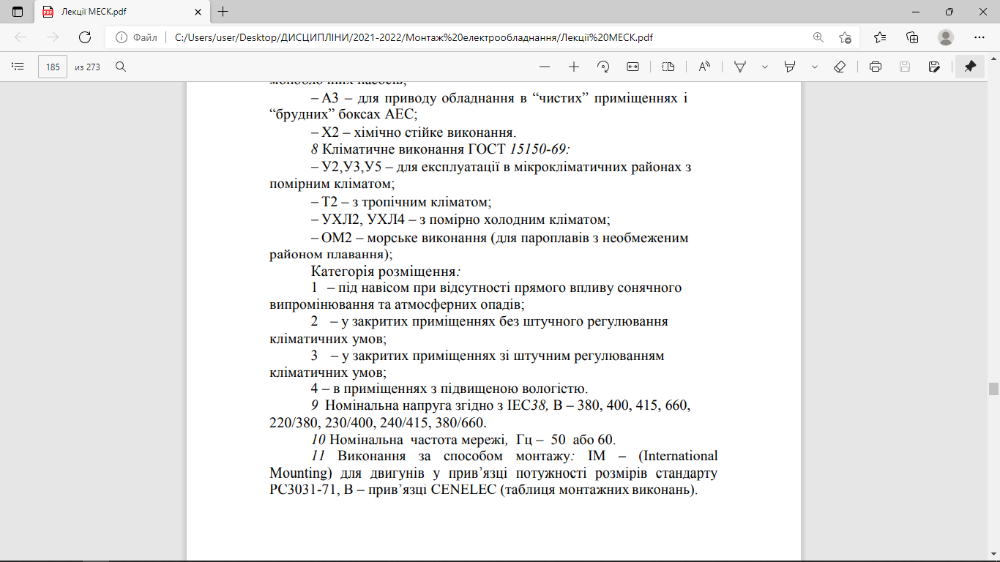 Лекції МЕСК.pdf
Файл
C:/Users/user/Desktop/ДИСЦИПЛІНИ/2021-2022/Монтаж%20електрообладнання/Лекції%20МЕСК.pdf
185 из 273
моноблочних насосів;
– А3 – для приводу обладнання в “чистих” приміщеннях і
“брудних” боксах АЕС;
– Х2 – хімічно стійке виконання.
8 Кліматичне виконання ГОСТ 15150-69:
– У2,У3,У5 – для експлуатації в мікрокліматичних районах з
помірним кліматом;
– Т2 – з тропічним кліматом;
– УХЛ2, УХЛ4 – з помірно холодним кліматом;
– ОМ2 – морське виконання (для пароплавів з необмеженим
районом плавання);
Категорія розміщення:
1 – під навісом при відсутності прямого впливу сонячного
випромінювання та атмосферних опадів;
2 – у закритих приміщеннях без штучного регулювання
кліматичних умов;
3 – у закритих приміщеннях зі штучним регулюванням
кліматичних умов;
4 – в приміщеннях з підвищеною вологістю.
9 Номінальна напруга згідно з IEC38, В – 380, 400, 415, 660,
220/380, 230/400, 240/415, 380/660.
10 Номінальна частота мережі, Гц – 50 або 60.
11 Виконання за способом монтажу: IM – (International
Mounting) для двигунів у прив’язці потужності розмірів стандарту
РС3031-71, В – прив’язці CENELEC (таблиця монтажних виконань).